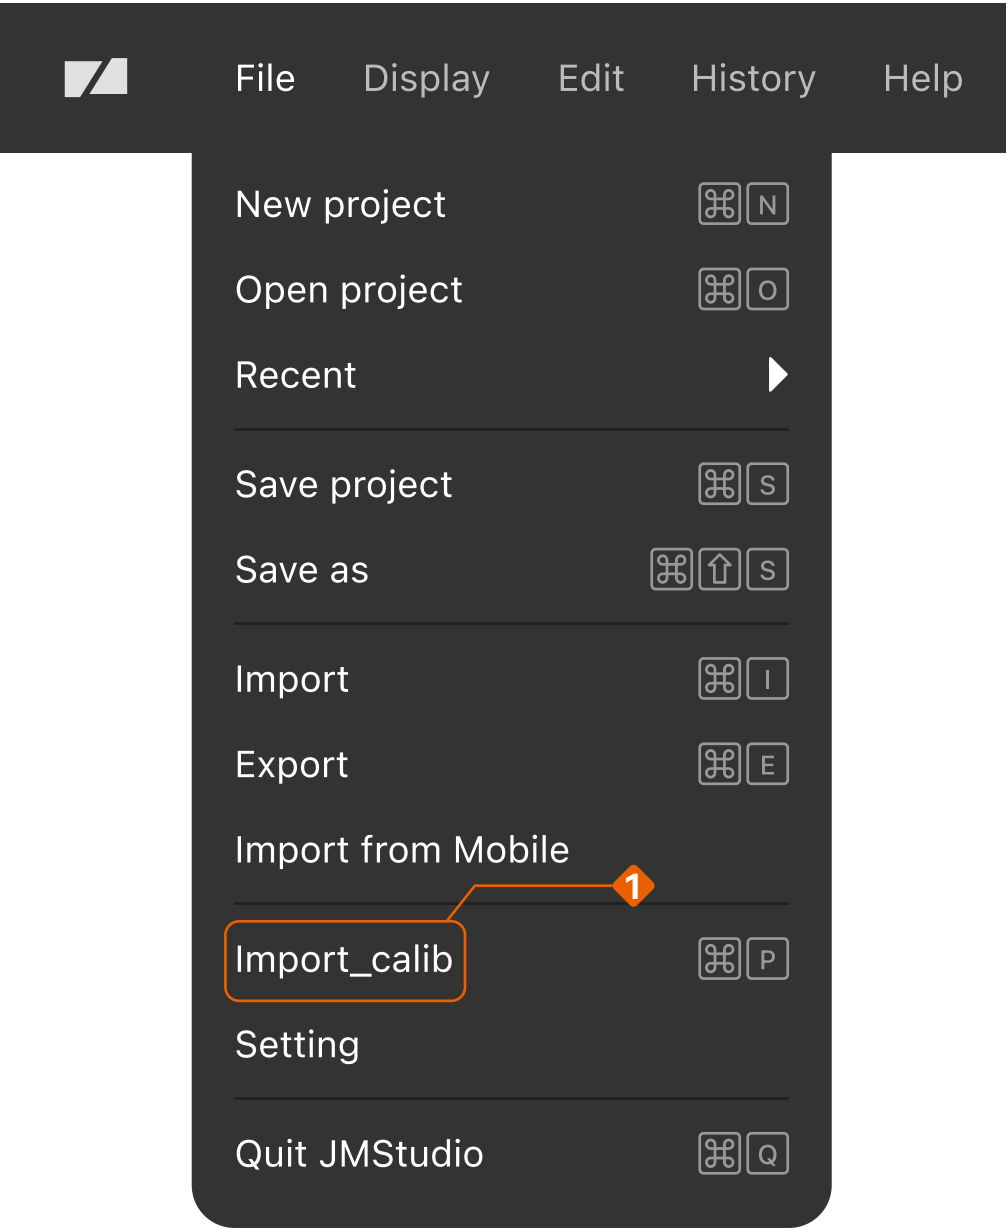 File Display Edit History Help
New project ⌘ N
Open project ⌘ O
Recent
Save project ⌘ S
Save as ⌘ ⇧ S
Import ⌘ I
Export ⌘ E
Import from Mobile
1
Import_calib ⌘ P
Setting
Quit JMStudio ⌘ Q